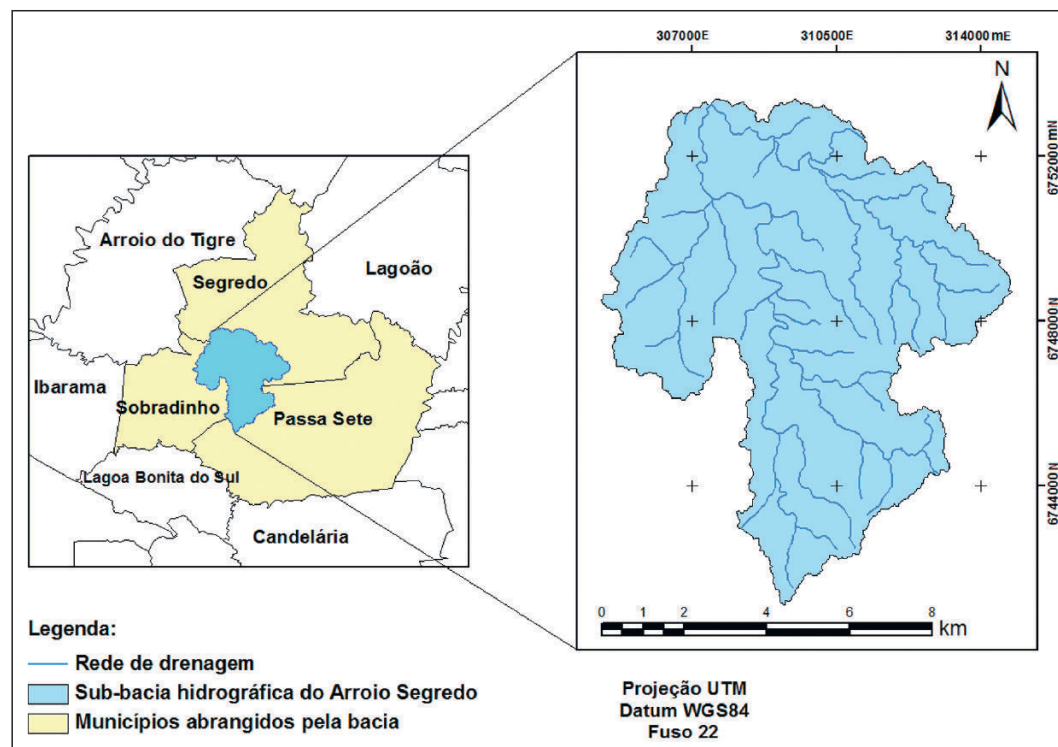 307000E 310500E 314000mE
N
6752000mN
6748000N
6744000N
Arroio do Tigre
Lagoão
Segredo
Ibarama
Sobradinho
Passa Sete
Lagoa Bonita do Sul
Candelária
0 1 2 4 6 8
km
Legenda:
Rede de drenagem
Sub-bacia hidrográfica do Arroio Segredo
Municípios abrangidos pela bacia
Projeção UTM
Datum WGS84
Fuso 22